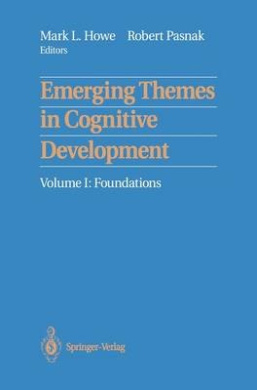 Mark L. Howe Robert Pasnak
Editors
Emerging Themes
in Cognitive
Development
Volume I: Foundations
Springer-Verlag